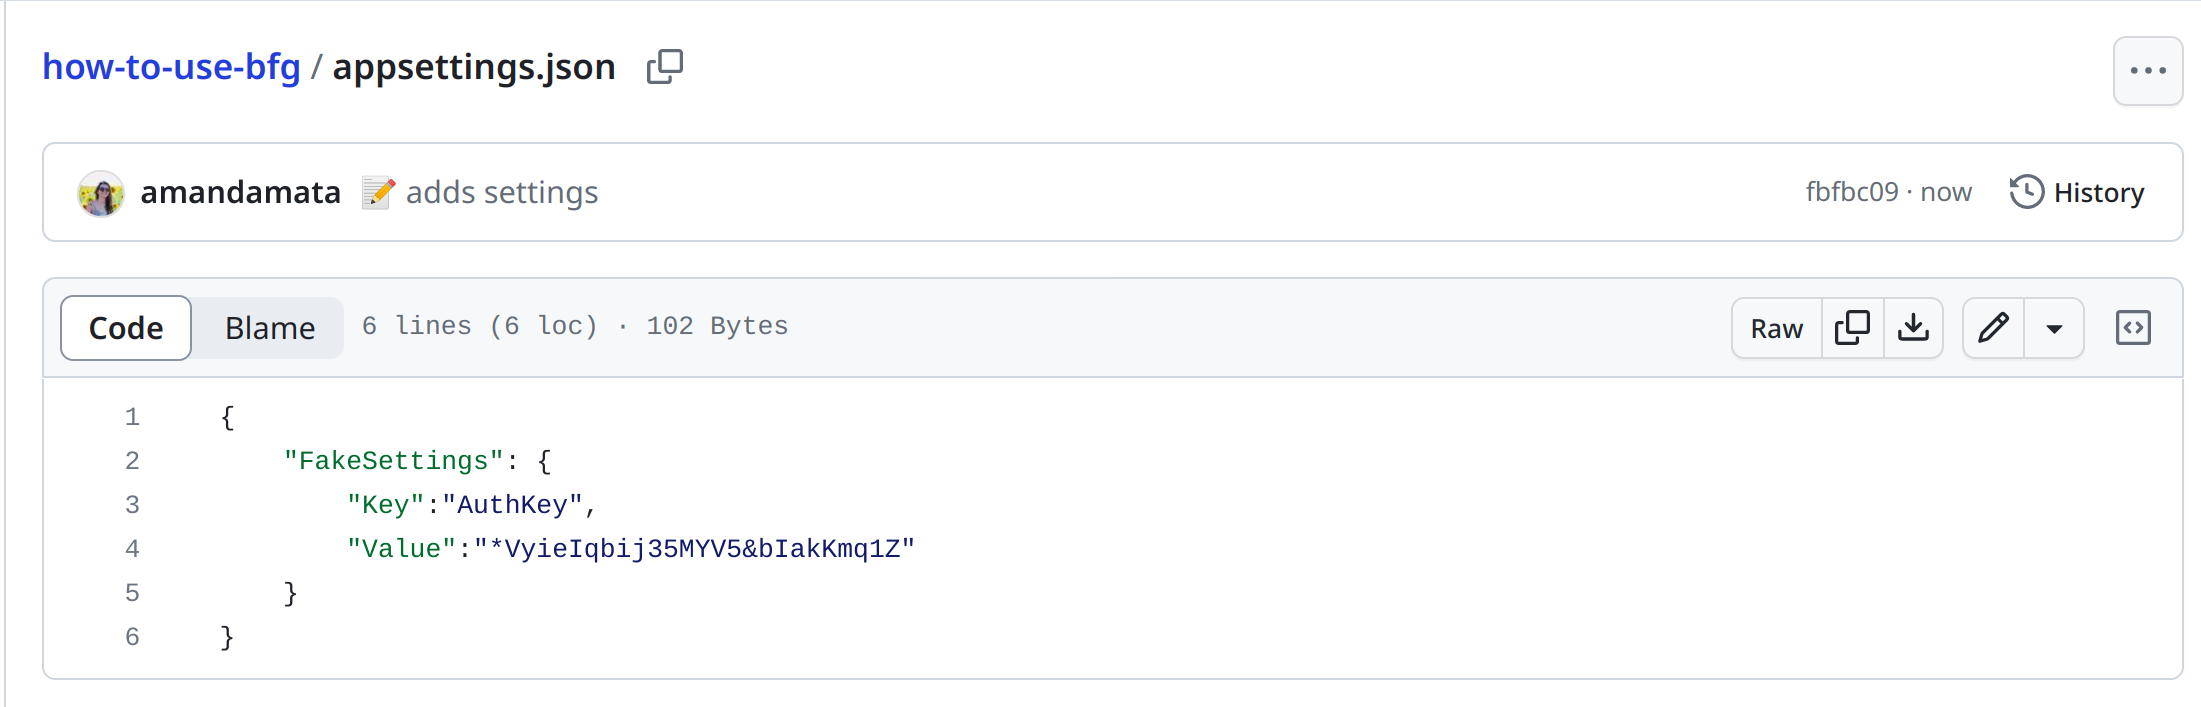 how-to-use-bfg / appsettings.json
amandamata 📝 adds settings fbfbc09 · now History
Code Blame 6 lines (6 loc) · 102 Bytes Raw
1 {
2 "FakeSettings": {
3 "Key":"AuthKey",
4 "Value":"*VyieIqbij35MYV5&bIakKmq1Z"
5 }
6 }